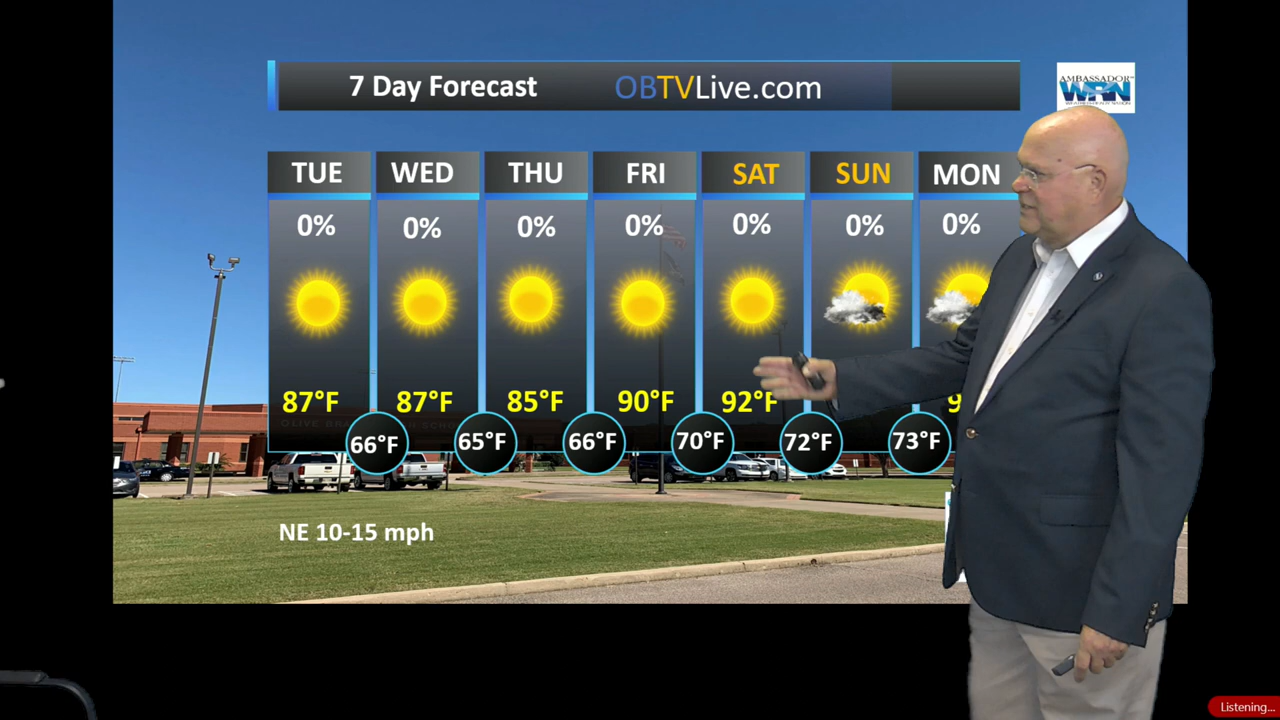 7 Day Forecast OBTVLive.com
AMBASSADOR
WRN
TUE WED THU FRI SAT SUN MON
0% 0% 0% 0% 0% 0% 0%
87°F 87°F 85°F 90°F 92°F 9
66°F 65°F 66°F 70°F 72°F 73°F
NE 10-15 mph
Listening...